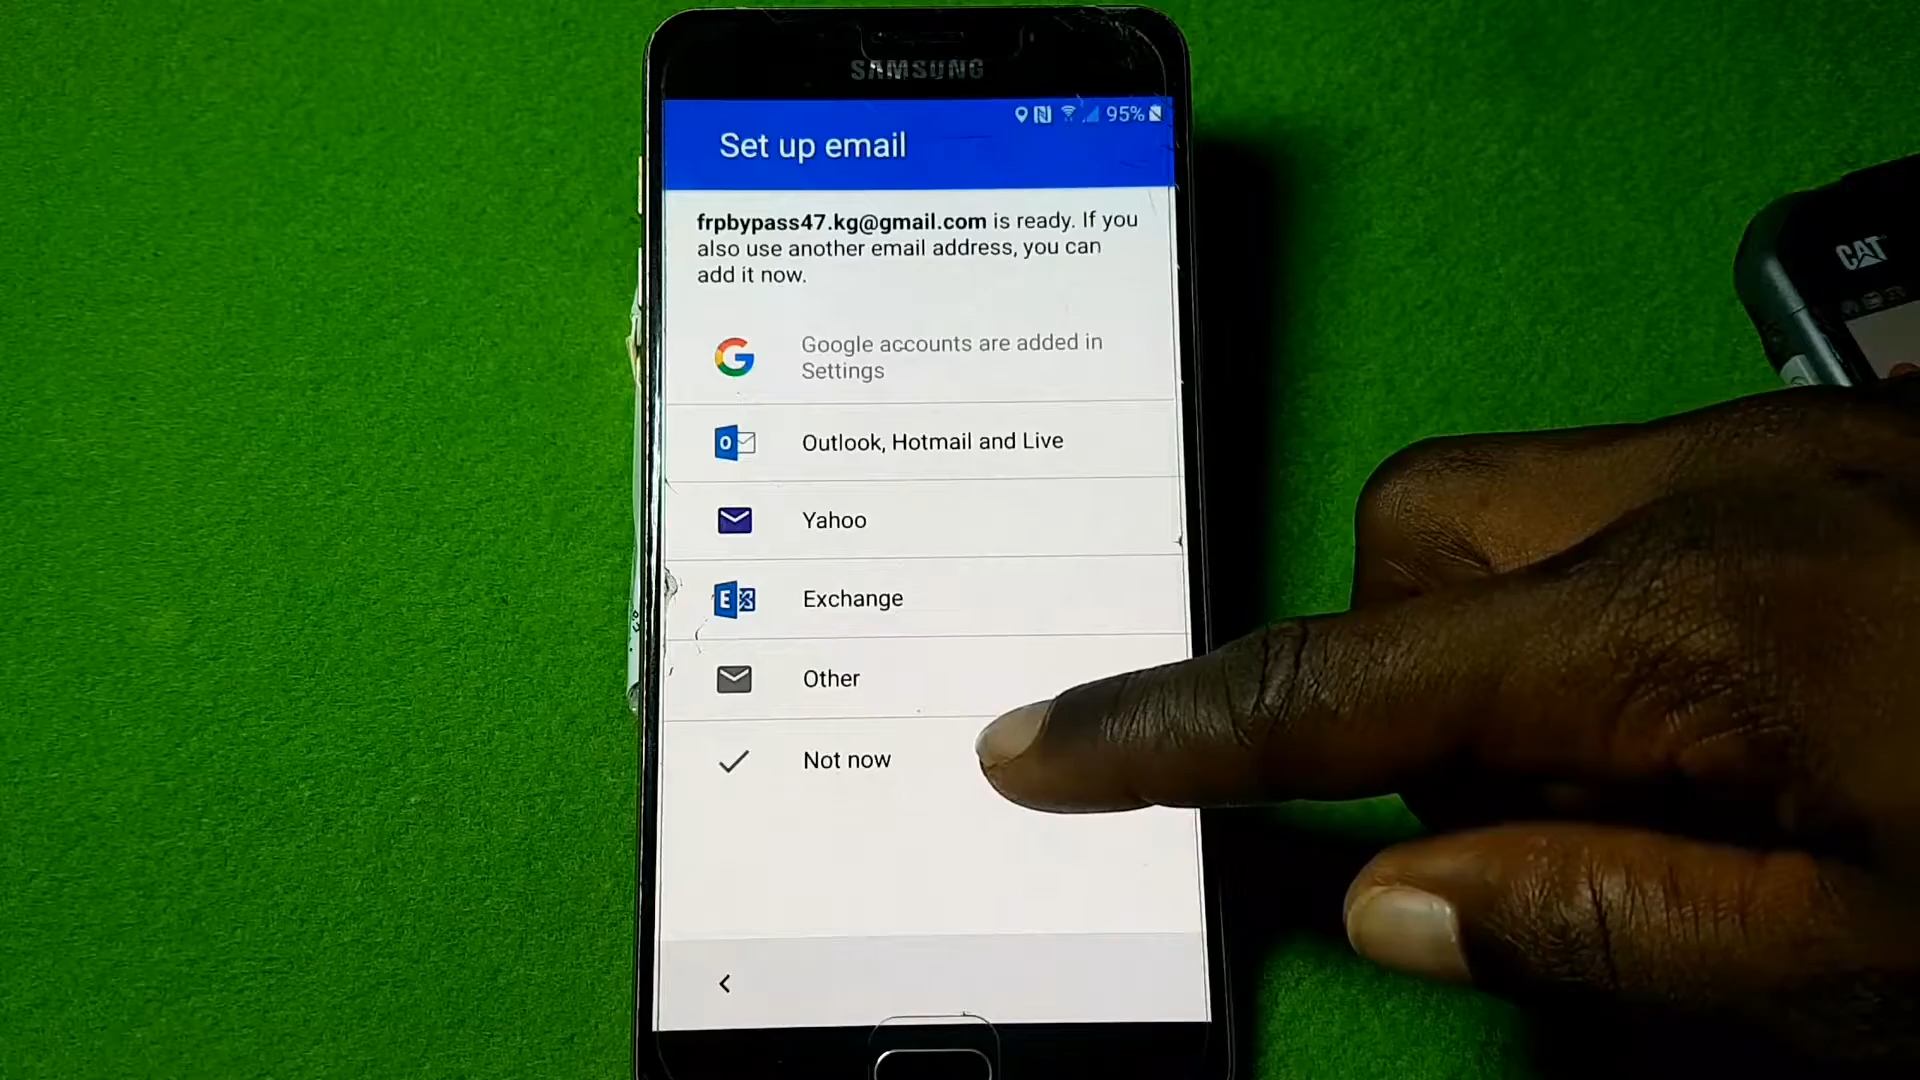 SAMSUNG
95%
Set up email
frpbypass47.kg@gmail.com is ready. If you
also use another email address, you can
add it now.
Google accounts are added in
Settings
Outlook, Hotmail and Live
Yahoo
Exchange
Other
Not now
CAT